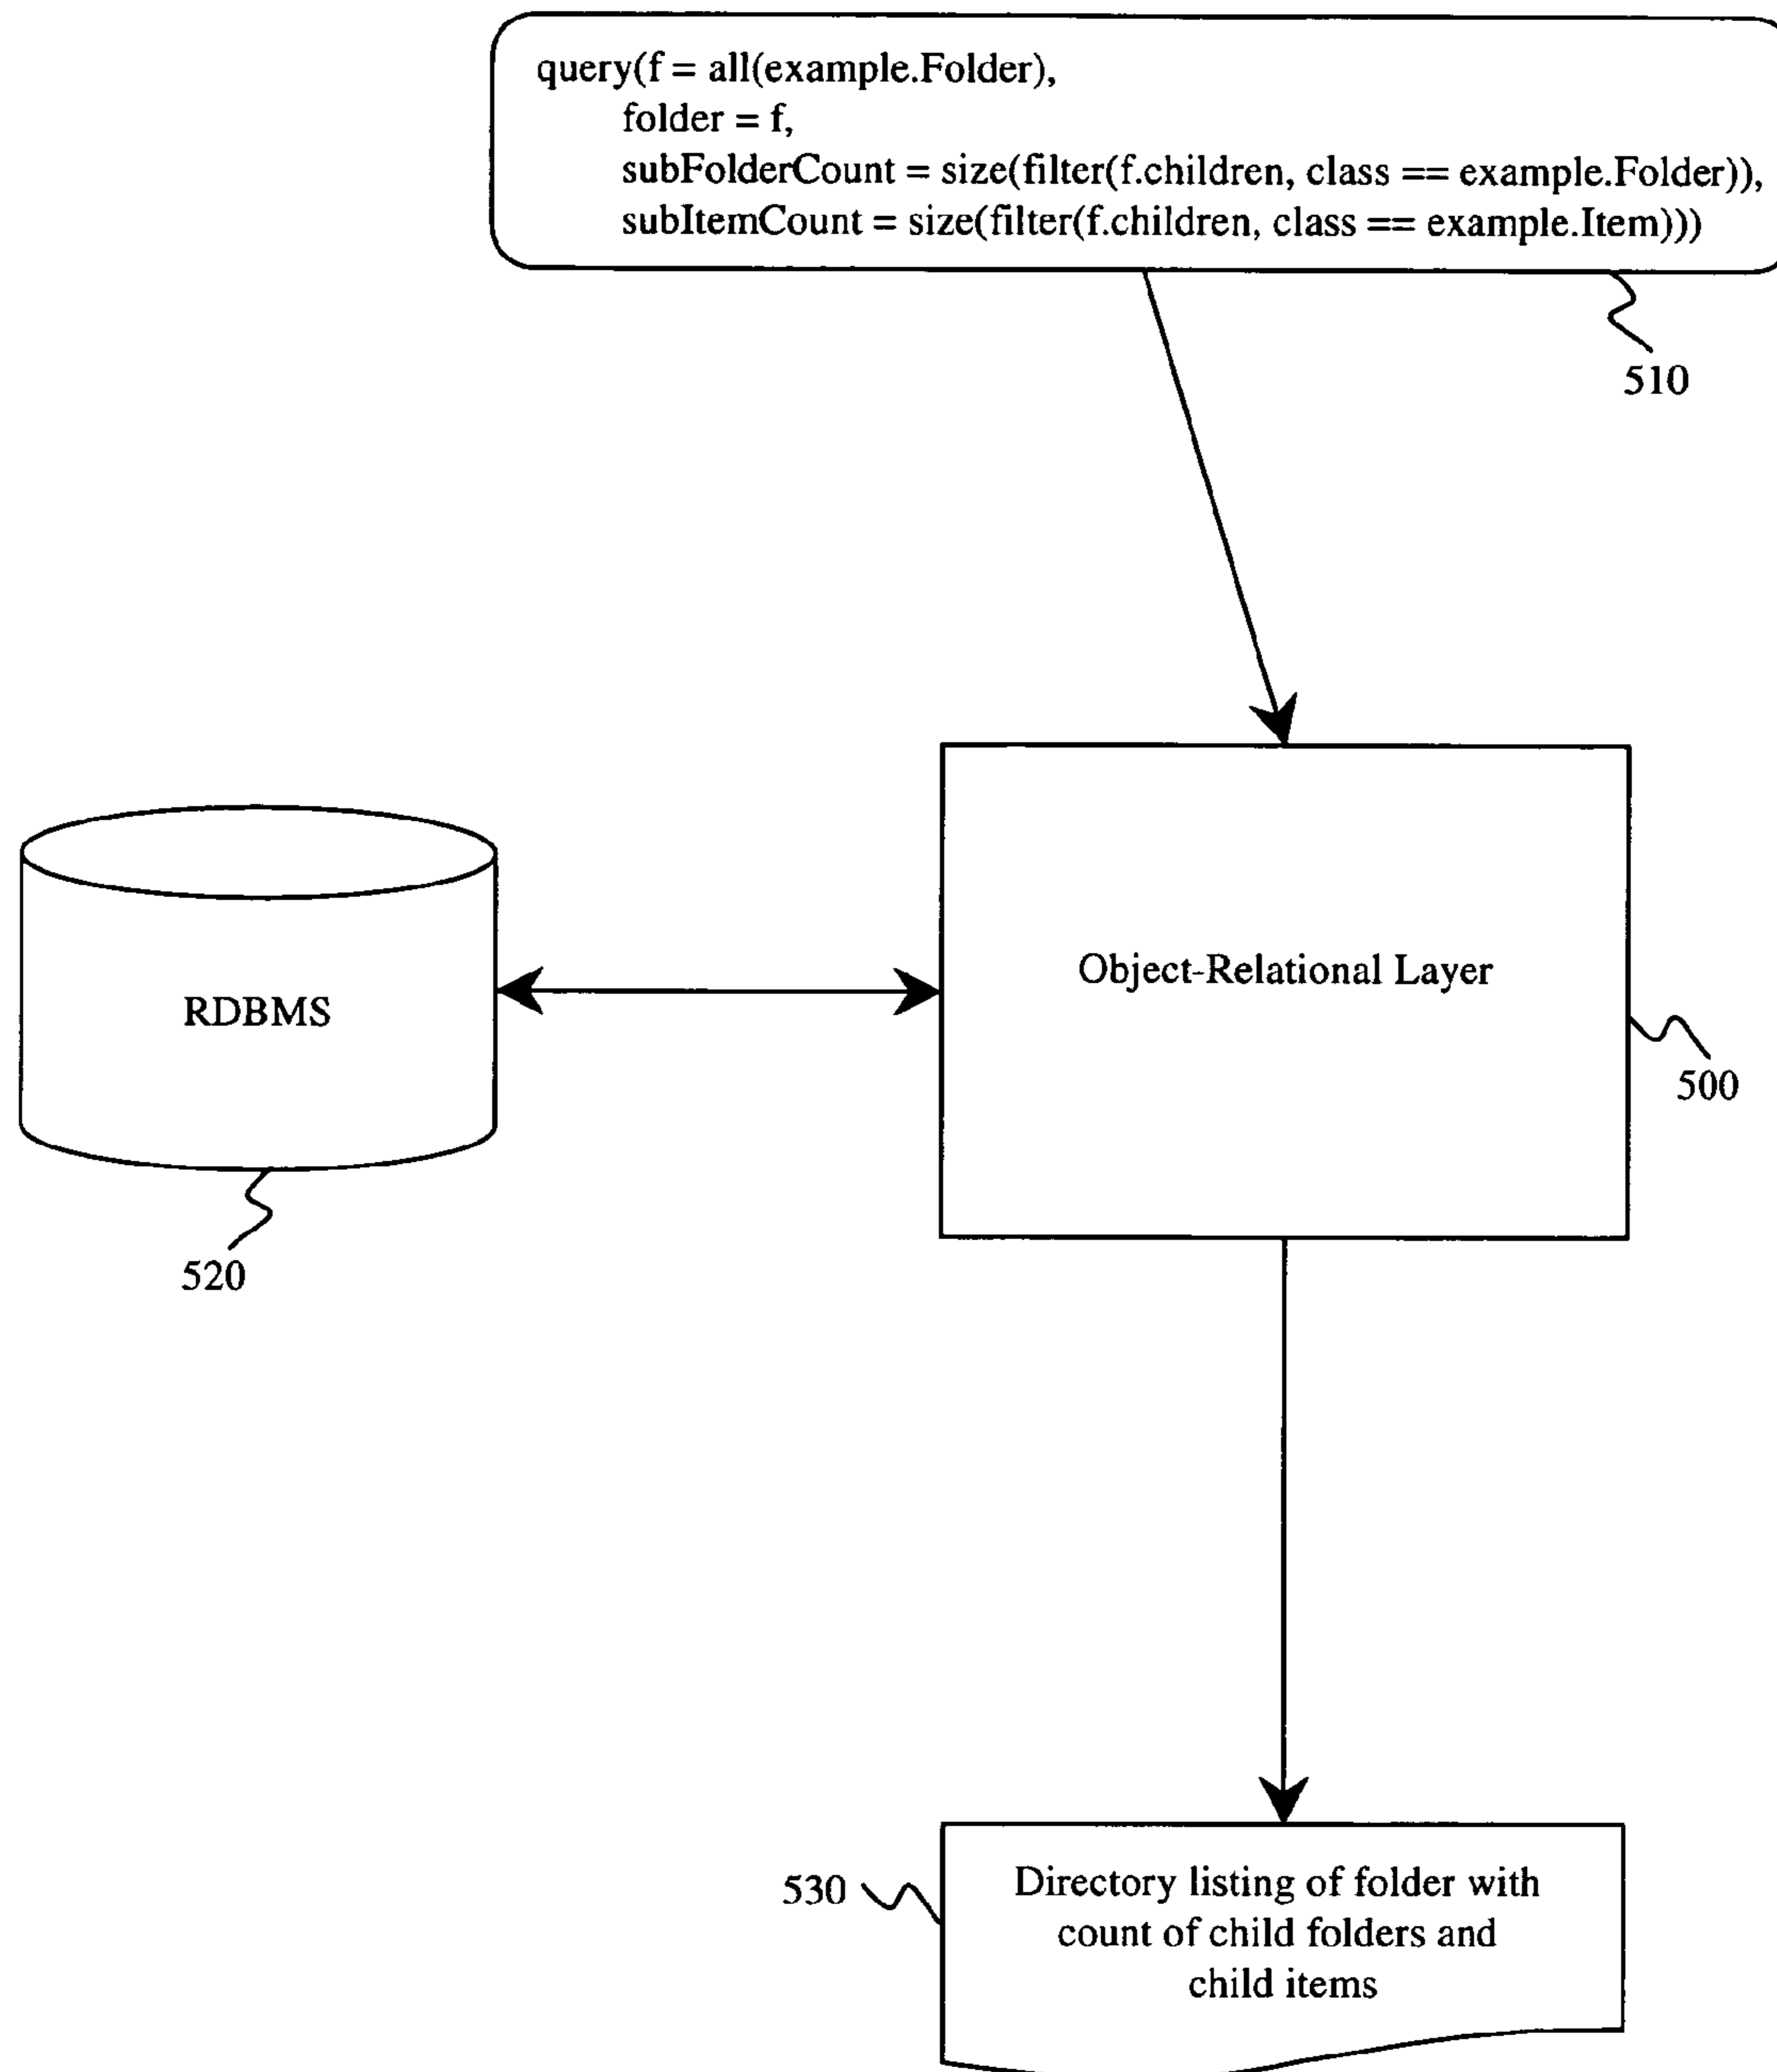 query(f = all(example.Folder),
folder = f,
subFolderCount = size(filter(f.children, class == example.Folder)),
subItemCount = size(filter(f.children, class == example.Item)))
510
Object-Relational Layer
RDBMS
500
520
530
Directory listing of folder with
count of child folders and
child items